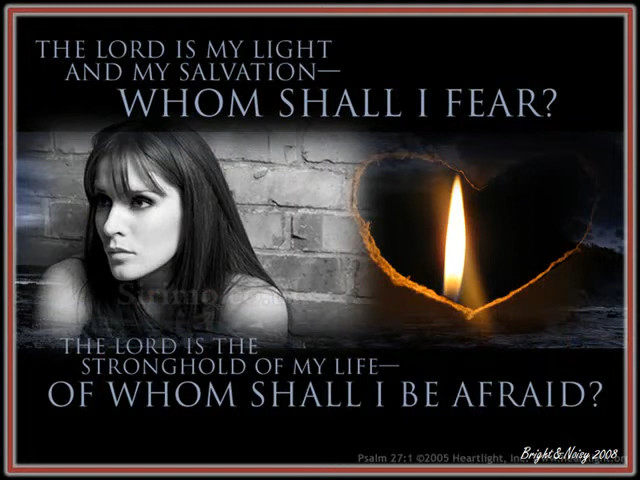 THE LORD IS MY LIGHT
AND MY SALVATION—
WHOM SHALL I FEAR?
THE LORD IS THE
STRONGHOLD OF MY LIFE—
OF WHOM SHALL I BE AFRAID?
Psalm 27:1 ©2005 Heartlight, Inc.
Bright&Noisy 2008